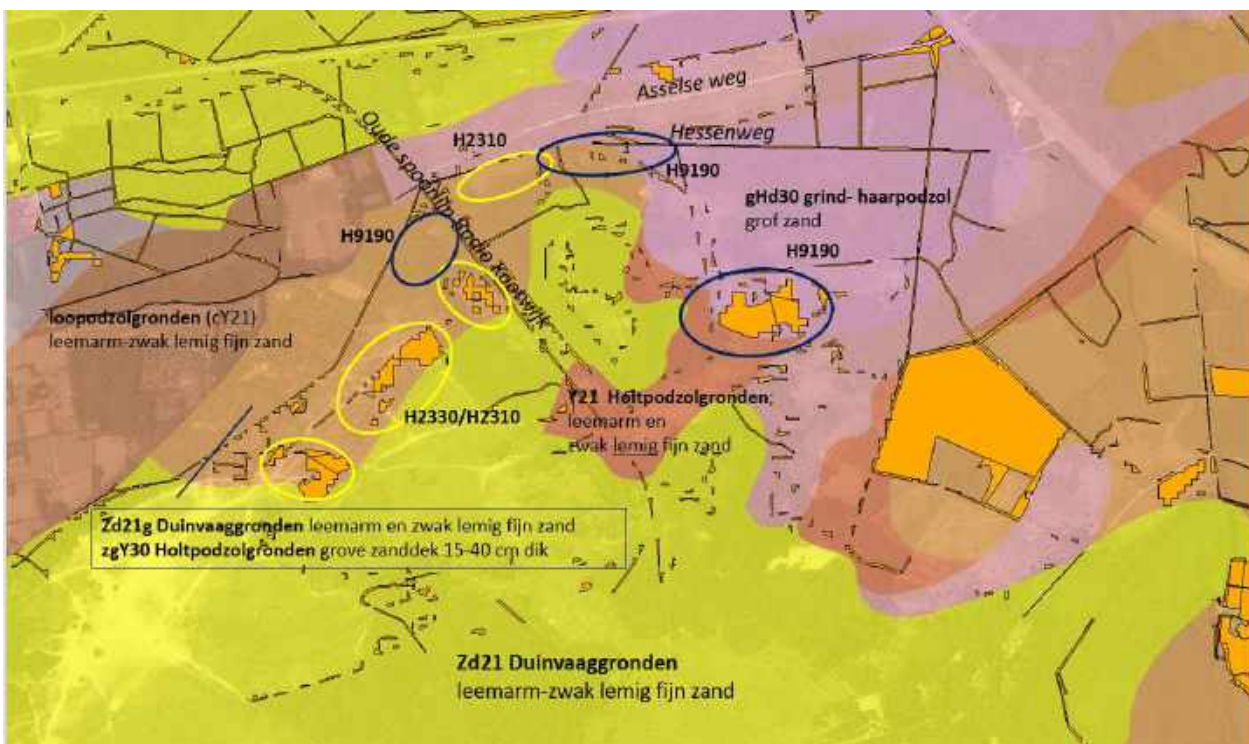 Asselse weg
Oude spoorlijn Radio Kootwijk
H2310
Hessenweg
H9190
gHd30 grind- haarpodzol
grof zand
H9190
H9190
loopodzolgronden (cY21)
leemarm-zwak lemig fijn zand
H2330/H2310
Y21 Holtpodzolgronden;
leemarm en
zwak lemig fijn zand
Zd21g Duinvaaggronden leemarm en zwak lemig fijn zand
zgY30 Holtpodzolgronden grove zanddek 15-40 cm dik
Zd21 Duinvaaggronden
leemarm-zwak lemig fijn zand